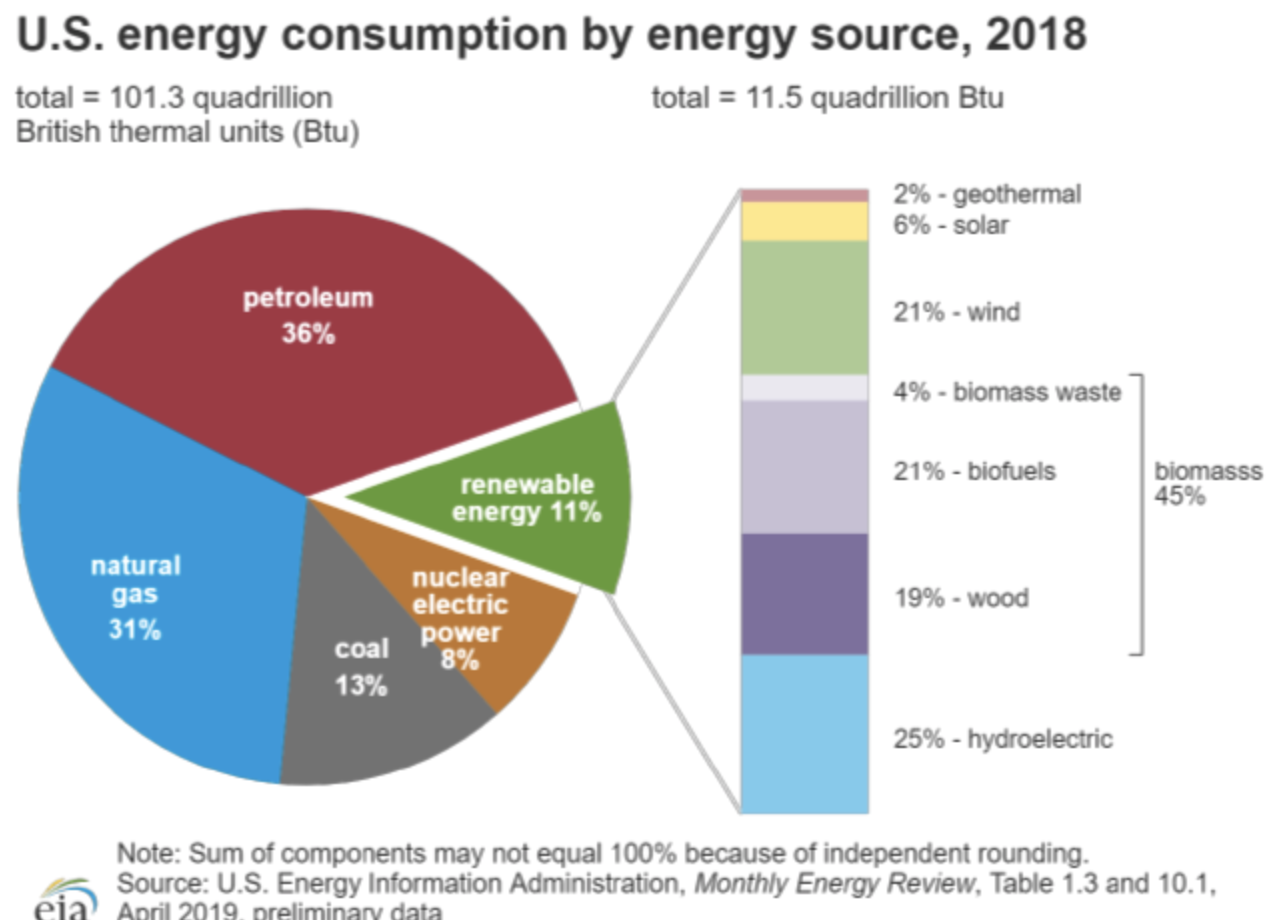 U.S. energy consumption by energy source, 2018
total = 101.3 quadrillion
British thermal units (Btu)
total = 11.5 quadrillion Btu
petroleum
36%
natural
gas
31%
coal
13%
nuclear
electric
power
8%
renewable
energy 11%
2% - geothermal
6% - solar
21% - wind
4% - biomass waste
21% - biofuels
19% - wood
25% - hydroelectric
biomasss
45%
Note: Sum of components may not equal 100% because of independent rounding.
Source: U.S. Energy Information Administration, Monthly Energy Review, Table 1.3 and 10.1,
April 2019, preliminary data
eia